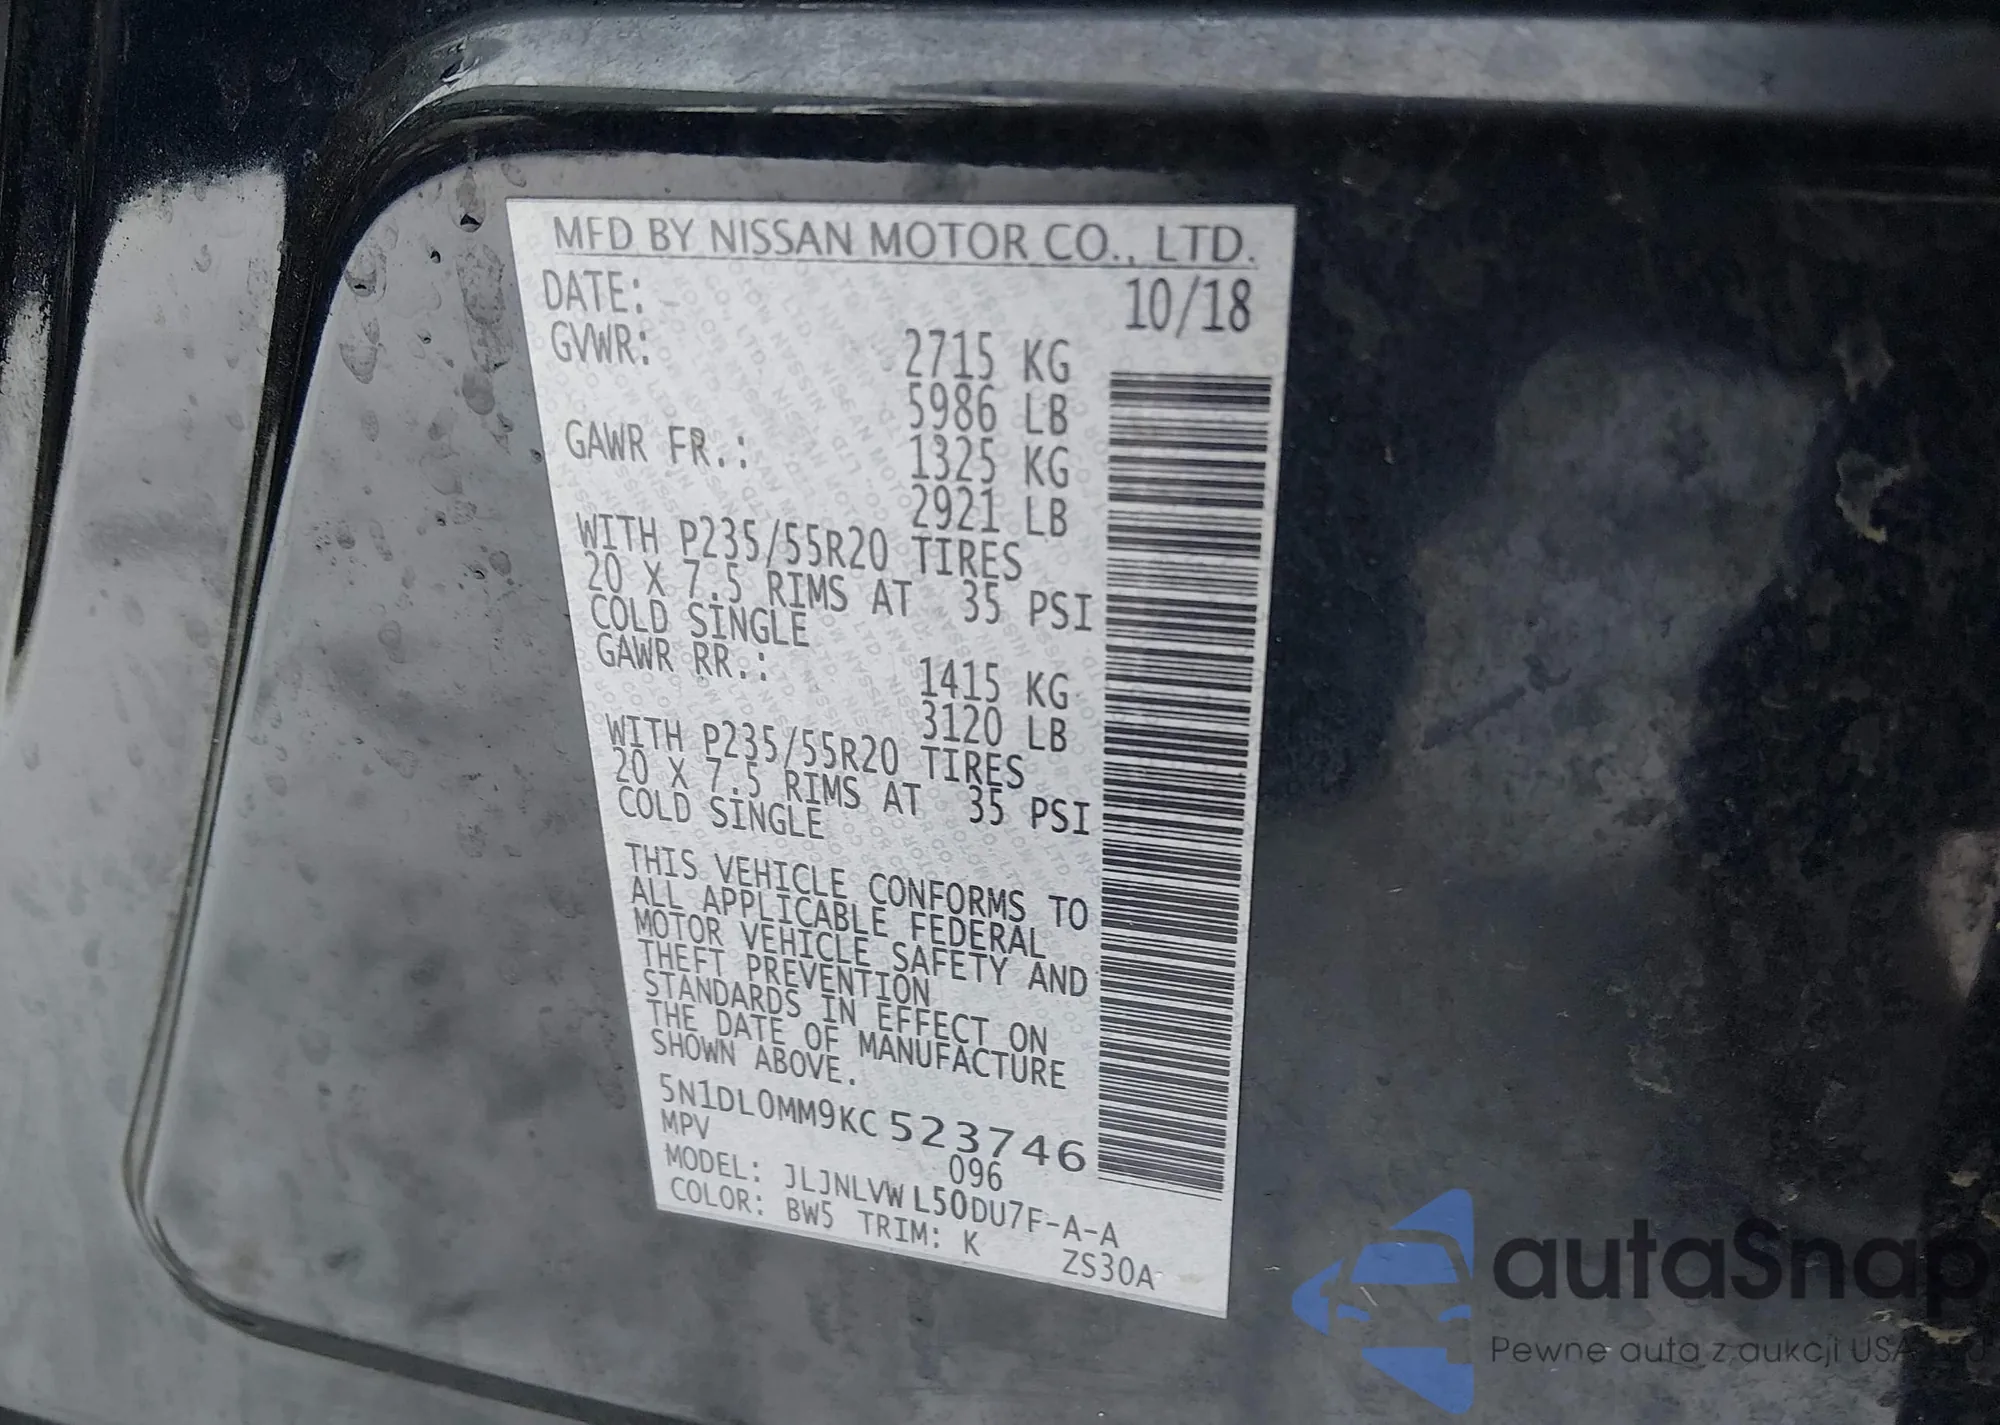 MFD BY NISSAN MOTOR CO., LTD.
DATE: 10/18
GVWR: 2715 KG
5986 LB
GAWR FR.: 1325 KG
2921 LB
WITH P235/55R20 TIRES
20 X 7.5 RIMS AT 35 PSI
COLD SINGLE
GAWR RR.: 1415 KG
3120 LB
WITH P235/55R20 TIRES
20 X 7.5 RIMS AT 35 PSI
COLD SINGLE
THIS VEHICLE CONFORMS TO
ALL APPLICABLE FEDERAL
MOTOR VEHICLE SAFETY AND
THEFT PREVENTION
STANDARDS IN EFFECT ON
THE DATE OF MANUFACTURE
SHOWN ABOVE.
5N1DL0MM9KC523746
MPV 096
MODEL: JLJNLVWL50DU7F-A-A
COLOR: BW5 TRIM: K ZS30A
autaSnap
Pewne auta z aukcji USA